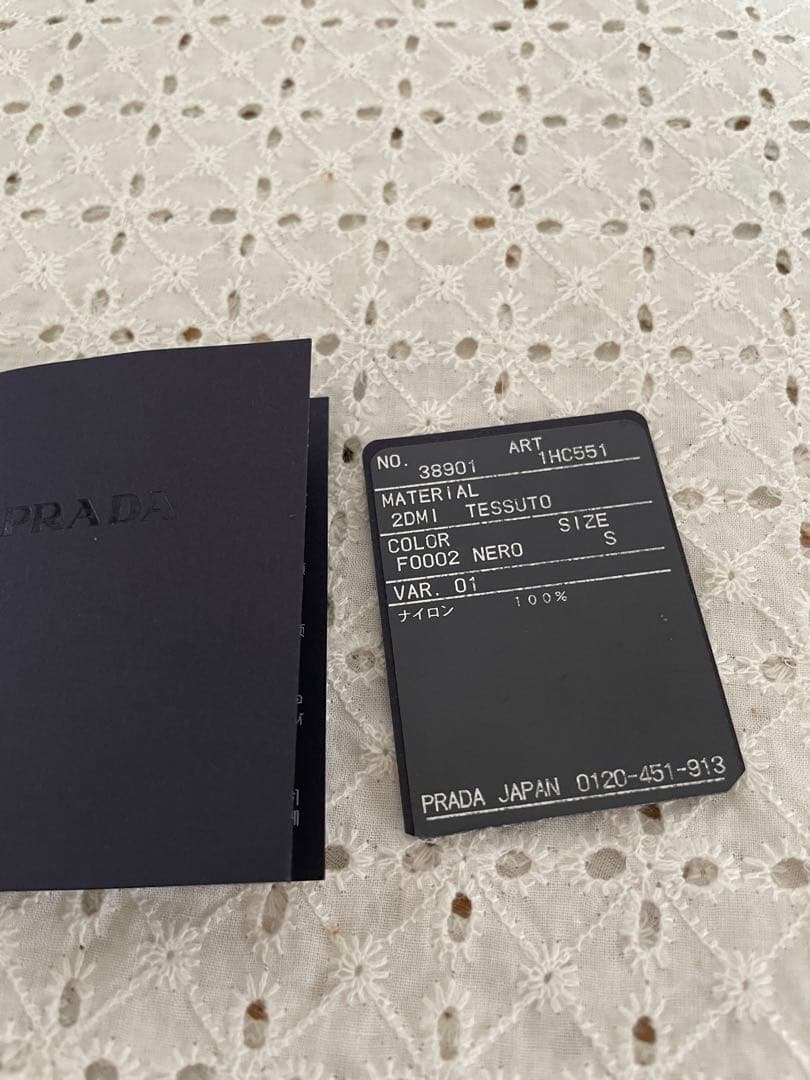 PRADA
NO. 38901 ART 1HC551
MATERIAL
2DMI TESSUTO
COLOR SIZE
F0002 NERO S
VAR. 01
ナイロン 100%
PRADA JAPAN 0120-451-913